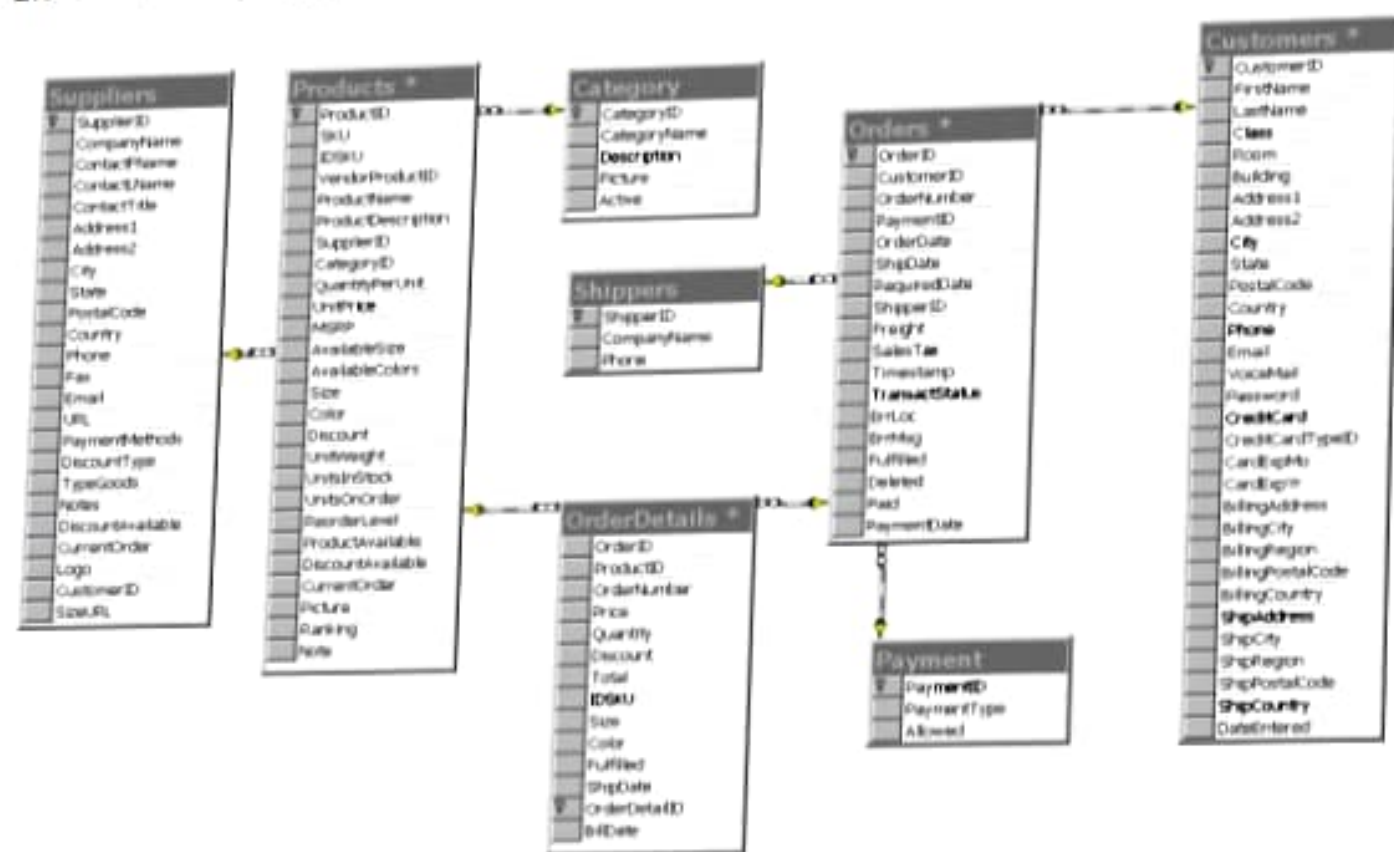 Suppliers
SupplierID
CompanyName
ContactFName
ContactLName
ContactTitle
Address1
Address2
City
State
PostalCode
Country
Phone
Fax
Email
URL
PaymentMethods
DiscountType
TypeGoods
Notes
DiscountAvailable
CurrentOrder
Logo
CustomerID
SizeURL
Products *
ProductID
SKU
IDSKU
VendorProductID
ProductName
ProductDescription
SupplierID
CategoryID
QuantityPerUnit
UnitPrice
MSRP
AvailableSize
AvailableColors
Size
Color
Discount
UnitWeight
UnitsInStock
UnitsOnOrder
ReorderLevel
ProductAvailable
DiscountAvailable
CurrentOrder
Picture
Ranking
Note
Category
CategoryID
CategoryName
Description
Picture
Active
Shippers
ShipperID
CompanyName
Phone
OrderDetails *
OrderID
ProductID
OrderNumber
Price
Quantity
Discount
Total
IDSKU
Size
Color
Fulfilled
ShipDate
OrderDetailID
BillDate
Orders *
OrderID
CustomerID
OrderNumber
PaymentID
OrderDate
ShipDate
RequiredDate
ShipperID
Freight
SalesTax
Timestamp
TransactStatus
ErrLoc
ErrMsg
Fulfilled
Deleted
Paid
PaymentDate
Payment
PaymentID
PaymentType
Allowed
Customers *
CustomerID
FirstName
LastName
Class
Room
Building
Address1
Address2
City
State
PostalCode
Country
Phone
Email
VoiceMail
Password
CreditCard
CreditCardTypeID
CardExpMo
CardExpYr
BillingAddress
BillingCity
BillingRegion
BillingPostalCode
BillingCountry
ShipAddress
ShipCity
ShipRegion
ShipPostalCode
ShipCountry
DateEntered